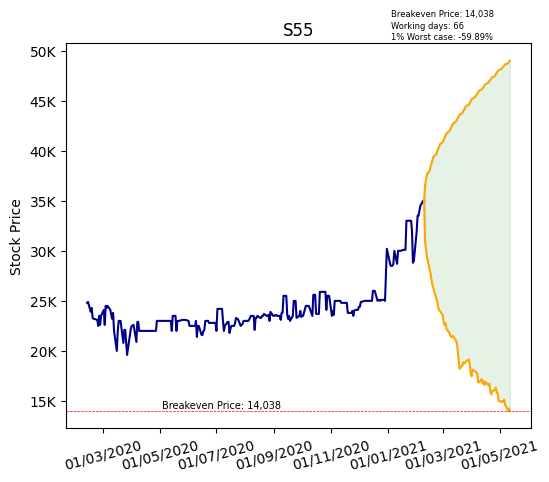 Breakeven Price: 14,038
Working days: 66
1% Worst case: -59.89%
S55
Stock Price
50K
45K
40K
35K
30K
25K
20K
15K
Breakeven Price: 14,038
01/03/2020
01/05/2020
01/07/2020
01/09/2020
01/11/2020
01/01/2021
01/03/2021
01/05/2021